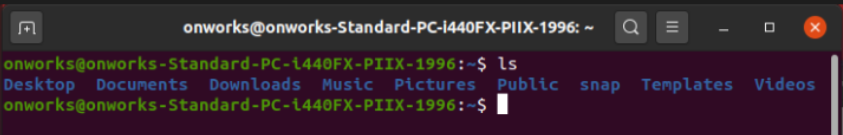 onworks@onworks-Standard-PC-i440FX-PIIX-1996: ~
onworks@onworks-Standard-PC-i440FX-PIIX-1996:~$ ls
Desktop Documents Downloads Music Pictures Public snap Templates Videos
onworks@onworks-Standard-PC-i440FX-PIIX-1996:~$